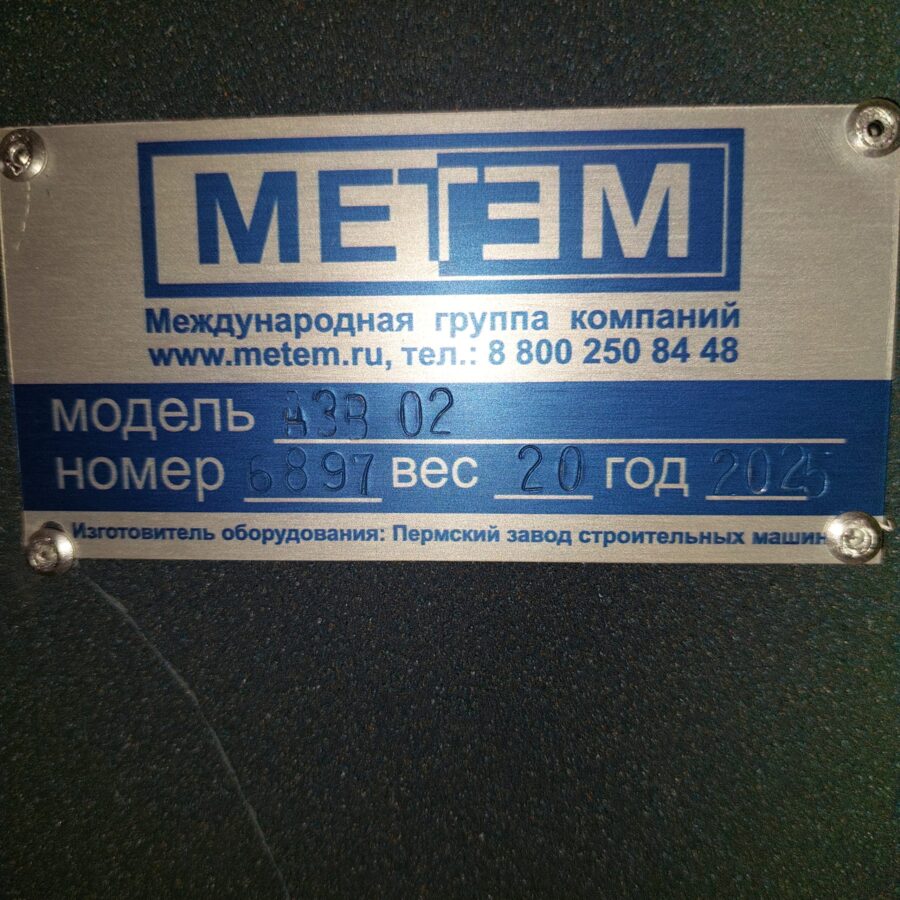 МЕТЭМ
Международная группа компаний
www.metem.ru, тел.: 8 800 250 84 48
модель АЗВ 02
номер 6897 вес 20 год 2025
Изготовитель оборудования: Пермский завод строительных машин